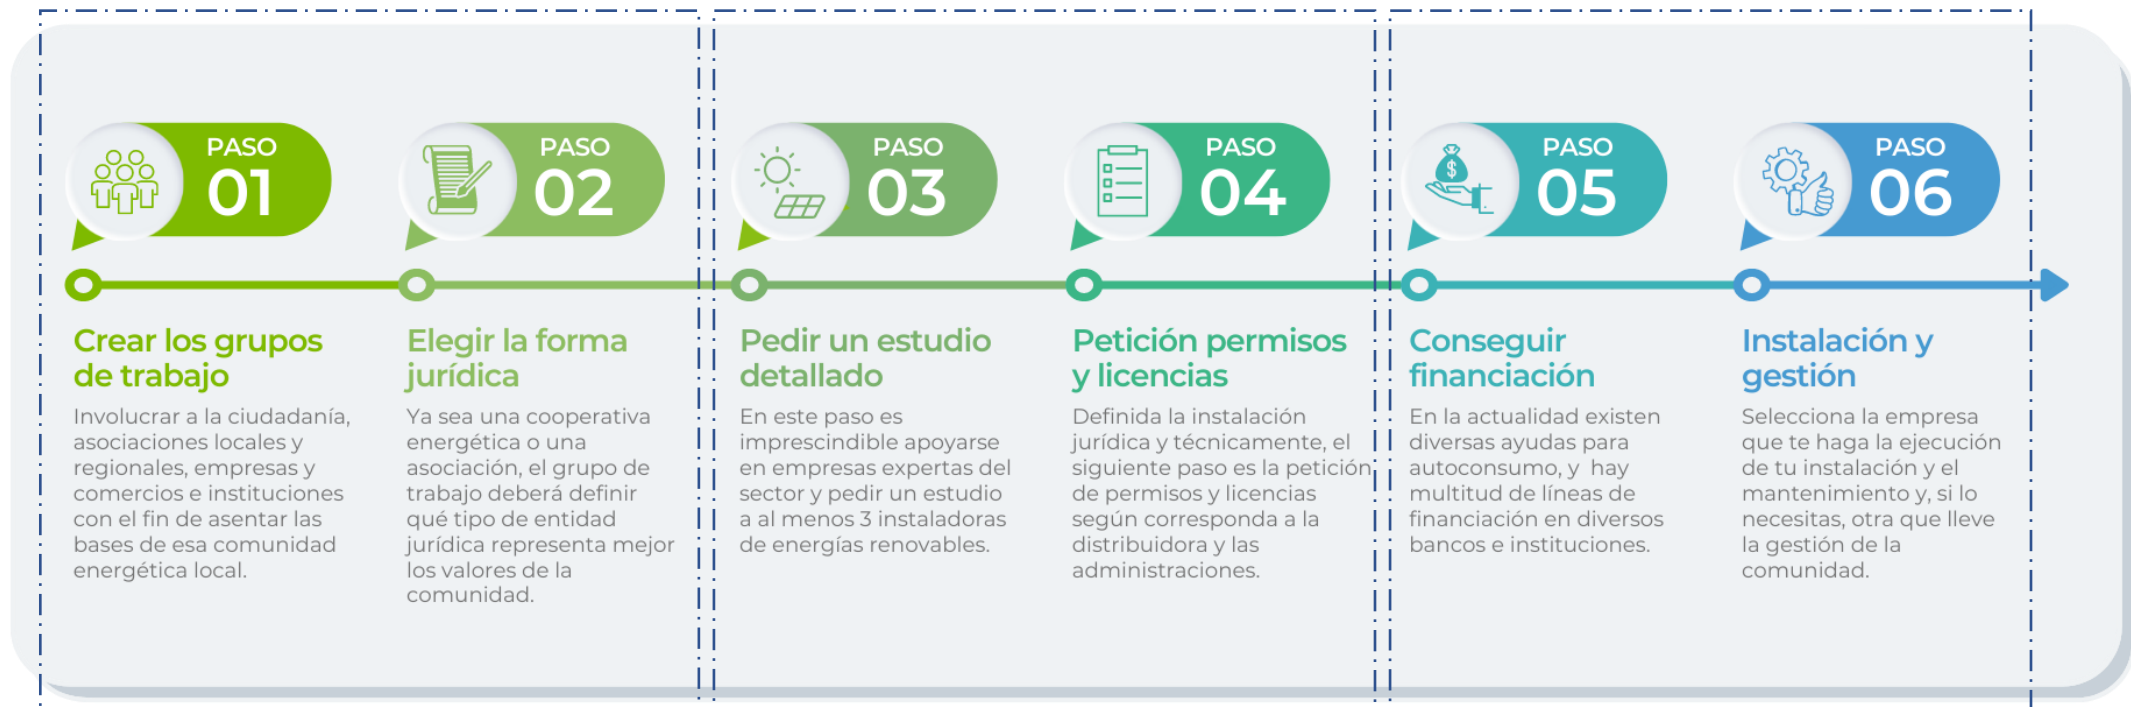 PASO
01
Crear los grupos
de trabajo
Involucrar a la ciudadanía,
asociaciones locales y
regionales, empresas y
comercios e instituciones
con el fin de asentar las
bases de esa comunidad
energética local.
PASO
02
Elegir la forma
jurídica
Ya sea una cooperativa
energética o una
asociación, el grupo de
trabajo deberá definir
qué tipo de entidad
jurídica representa mejor
los valores de la
comunidad.
PASO
03
Pedir un estudio
detallado
En este paso es
imprescindible apoyarse
en empresas expertas del
sector y pedir un estudio
a al menos 3 instaladoras
de energías renovables.
PASO
04
Petición permisos
y licencias
Definida la instalación
jurídica y técnicamente, el
siguiente paso es la petición
de permisos y licencias
según corresponda a la
distribuidora y las
administraciones.
PASO
05
Conseguir
financiación
$
En la actualidad existen
diversas ayudas para
autoconsumo, y  hay
multitud de líneas de
financiación en diversos
bancos e instituciones.
PASO
06
Instalación y
gestión
Selecciona la empresa
que te haga la ejecución
de tu instalación y el
mantenimiento y, si lo
necesitas, otra que lleve
la gestión de la
comunidad.